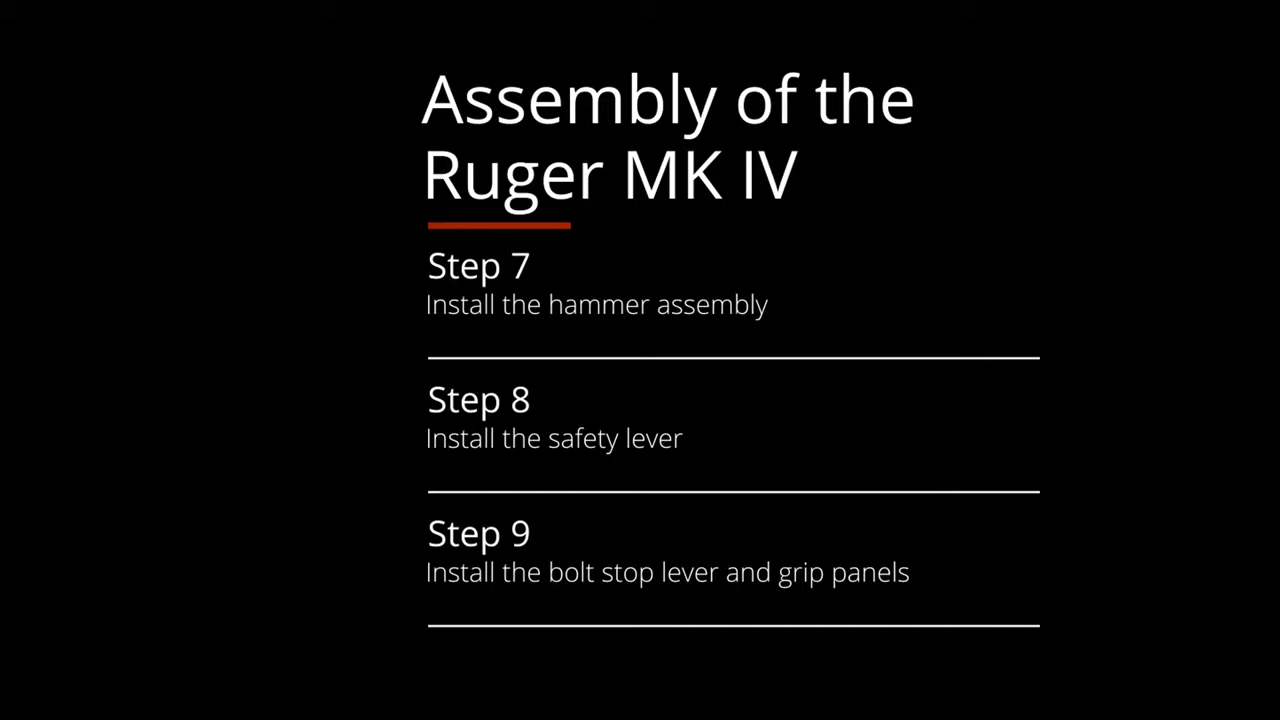 Assembly of the
Ruger MK IV
Step 7
Install the hammer assembly
Step 8
Install the safety lever
Step 9
Install the bolt stop lever and grip panels